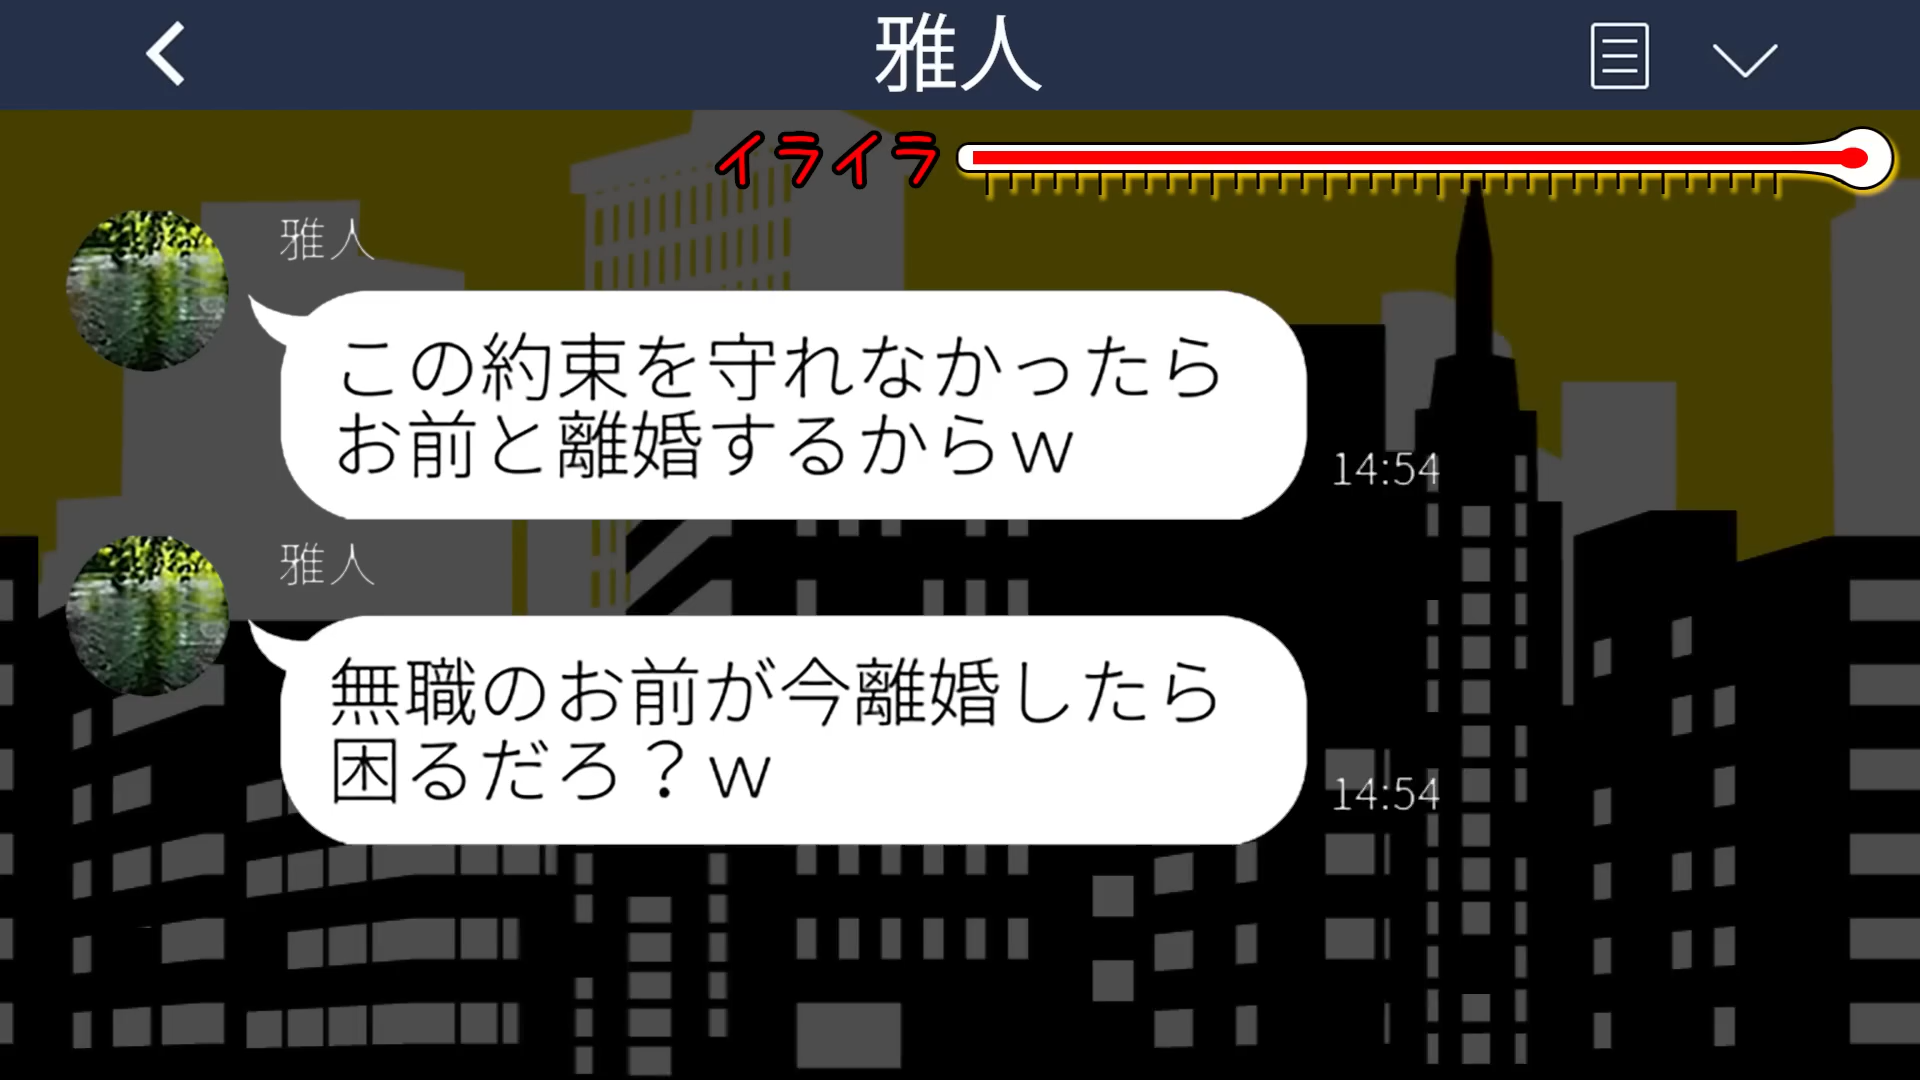 雅人
イライラ
雅人
この約束を守れなかったら
お前と離婚するからｗ
14:54
雅人
無職のお前が今離婚したら
困るだろ？ｗ
14:54